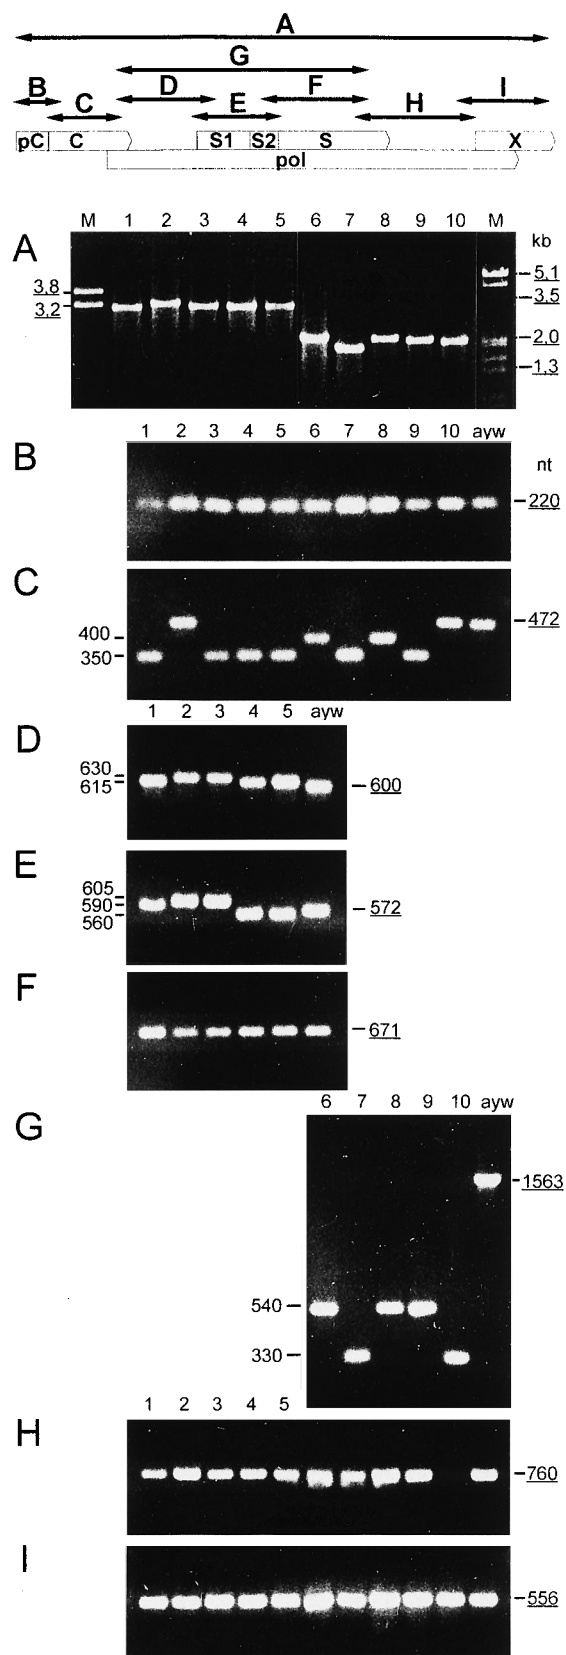 A
G
B D F I
C E H
pC C S1 S2 S X
pol
A
M 1 2 3 4 5 6 7 8 9 10 M kb
3,8
3,2
5,1
3,5
2,0
1,3
1 2 3 4 5 6 7 8 9 10 ayw
B
nt
220
C
400
350
472
1 2 3 4 5 ayw
D
630
615
600
E
605
590
560
572
F
671
6 7 8 9 10 ayw
G
1563
540
330
1 2 3 4 5
H
760
I
556